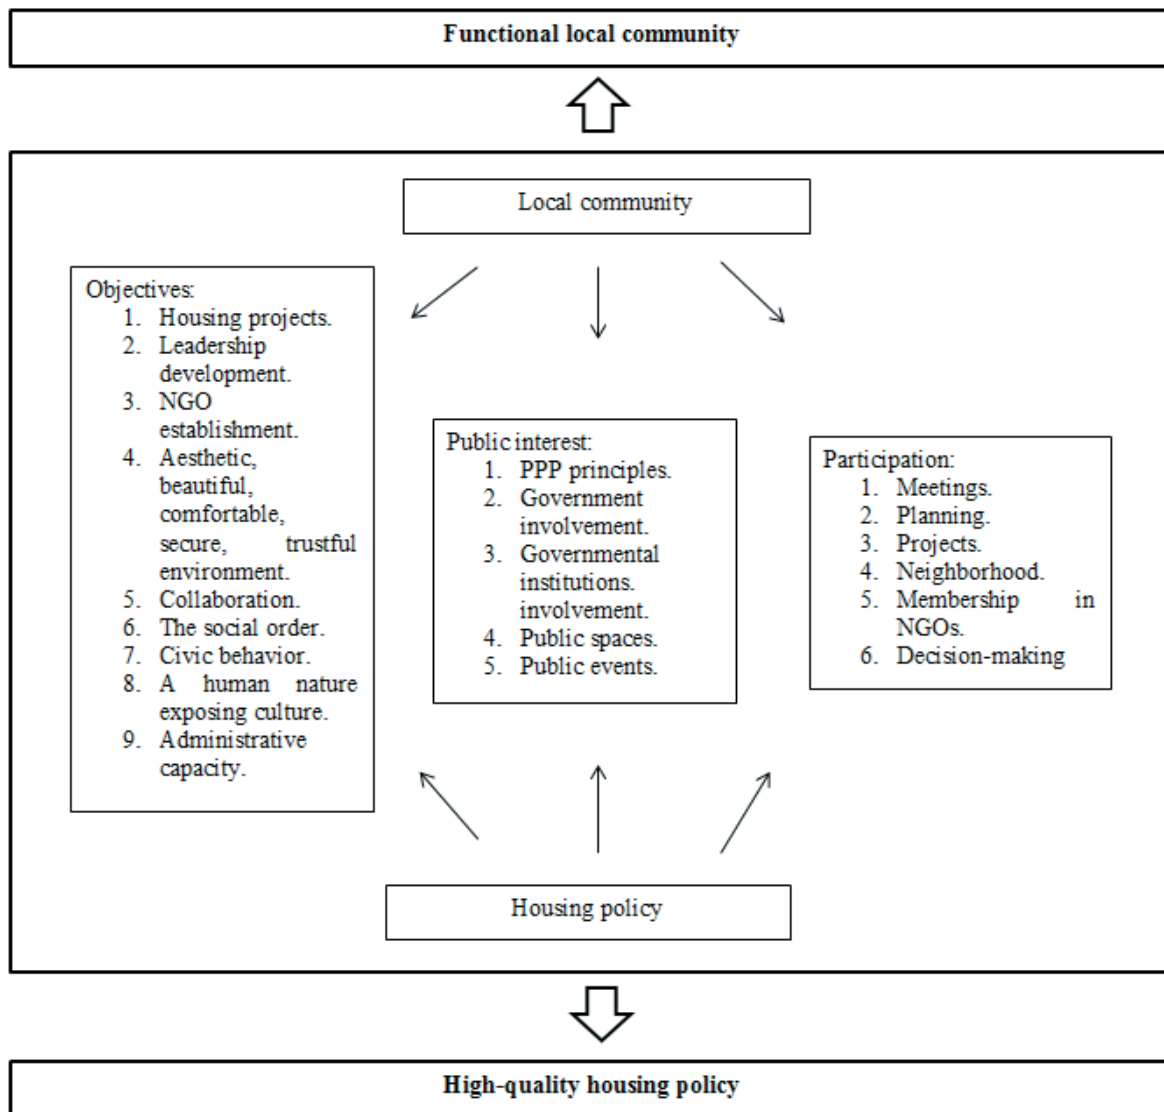 Functional local community
Local community
Objectives:
1. Housing projects.
2. Leadership
development.
3. NGO
establishment.
4. Aesthetic,
beautiful,
comfortable,
secure, trustful
environment.
5. Collaboration.
6. The social order.
7. Civic behavior.
8. A human nature
exposing culture.
9. Administrative
capacity.
Public interest:
1. PPP principles.
2. Government
involvement.
3. Governmental
institutions.
involvement.
4. Public spaces.
5. Public events.
Participation:
1. Meetings.
2. Planning.
3. Projects.
4. Neighborhood.
5. Membership in
NGOs.
6. Decision-making
Housing policy
High-quality housing policy